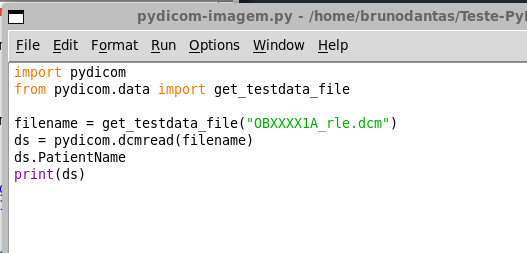 pydicom-imagem.py - /home/brunodantas/Teste-Py
File Edit Format Run Options Window Help
import pydicom
from pydicom.data import get_testdata_file
filename = get_testdata_file("OBXXXX1A_rle.dcm")
ds = pydicom.dcmread(filename)
ds.PatientName
print(ds)